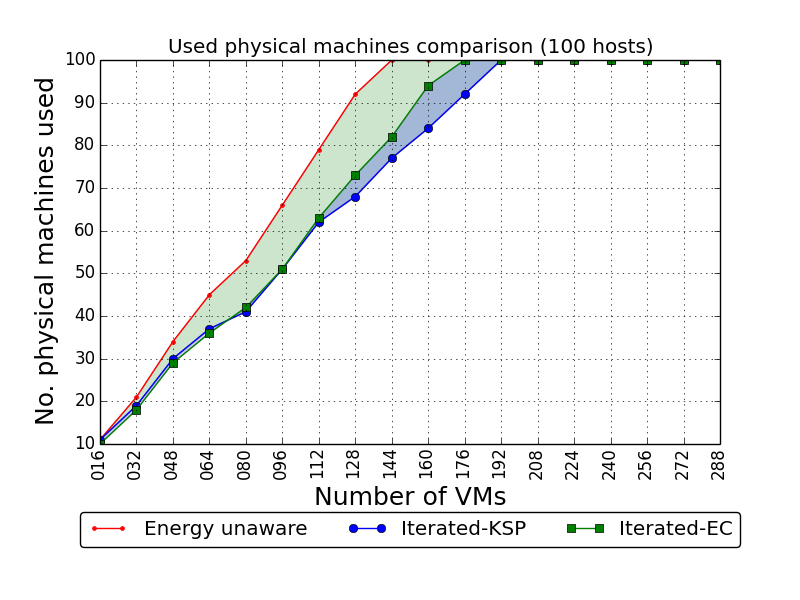 Used physical machines comparison (100 hosts)
No. physical machines used
100
90
80
70
60
50
40
30
20
10
016 032 048 064 080 096 112 128 144 160 176 192 208 224 240 256 272 288
Number of VMs
Energy unaware Iterated-KSP Iterated-EC